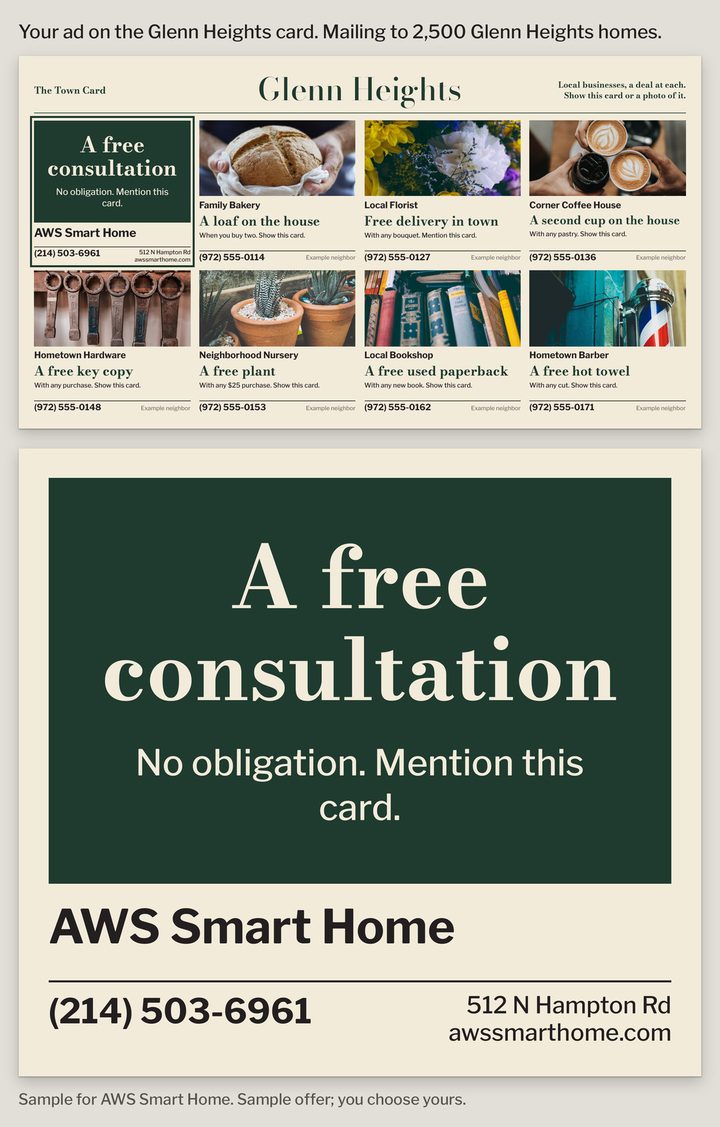 Your ad on the Glenn Heights card. Mailing to 2,500 Glenn Heights homes.
The Town Card
Glenn Heights
Local businesses, a deal at each.
Show this card or a photo of it.
A free
consultation
No obligation. Mention this
card.
AWS Smart Home
(214) 503-6961
512 N Hampton Rd
awssmarthome.com
Family Bakery
A loaf on the house
When you buy two. Show this card.
(972) 555-0114
Example neighbor
Local Florist
Free delivery in town
With any bouquet. Mention this card.
(972) 555-0127
Example neighbor
Corner Coffee House
A second cup on the house
With any pastry. Show this card.
(972) 555-0136
Example neighbor
Hometown Hardware
A free key copy
With any purchase. Show this card.
(972) 555-0148
Example neighbor
Neighborhood Nursery
A free plant
With any $25 purchase. Show this card.
(972) 555-0153
Example neighbor
Local Bookshop
A free used paperback
With any new book. Show this card.
(972) 555-0162
Example neighbor
Hometown Barber
A free hot towel
With any cut. Show this card.
(972) 555-0171
Example neighbor
A free
consultation
No obligation. Mention this
card.
AWS Smart Home
(214) 503-6961
512 N Hampton Rd
awssmarthome.com
Sample for AWS Smart Home. Sample offer; you choose yours.